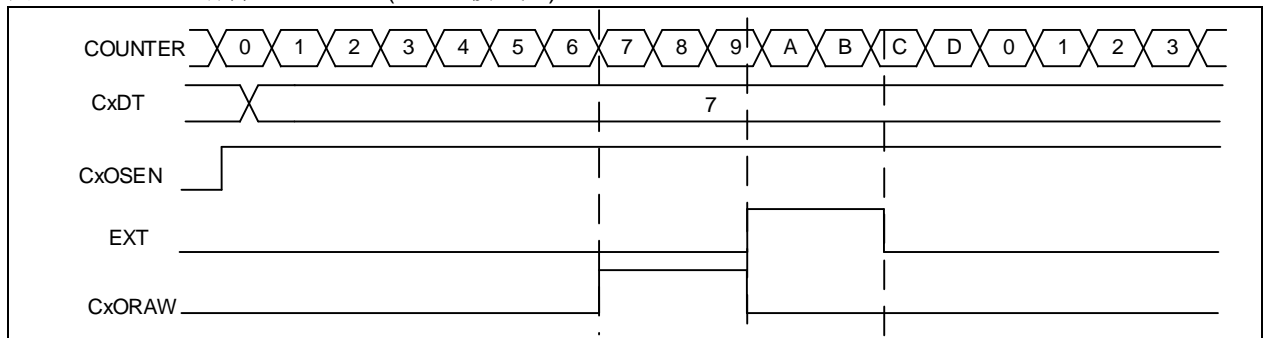 COUNTER 0 1 2 3 4 5 6 7 8 9 A B C D 0 1 2 3
CxDT 7
CxOSEN
EXT
CxORAW